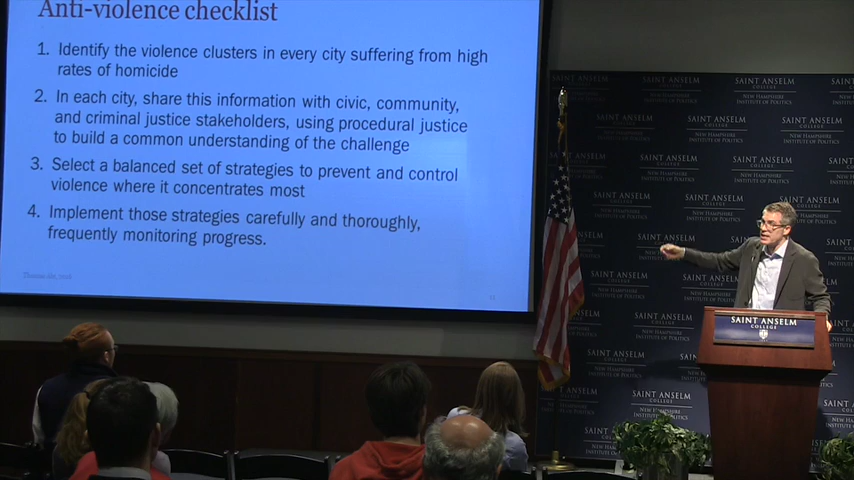 Anti-violence checklist
1. Identify the violence clusters in every city suffering from high
rates of homicide
2. In each city, share this information with civic, community,
and criminal justice stakeholders, using procedural justice
to build a common understanding of the challenge
3. Select a balanced set of strategies to prevent and control
violence where it concentrates most
4. Implement those strategies carefully and thoroughly,
frequently monitoring progress.
SAINT ANSELM
COLLEGE
NEW HAMPSHIRE
INSTITUTE OF POLITICS
SAINT ANSELM
COLLEGE